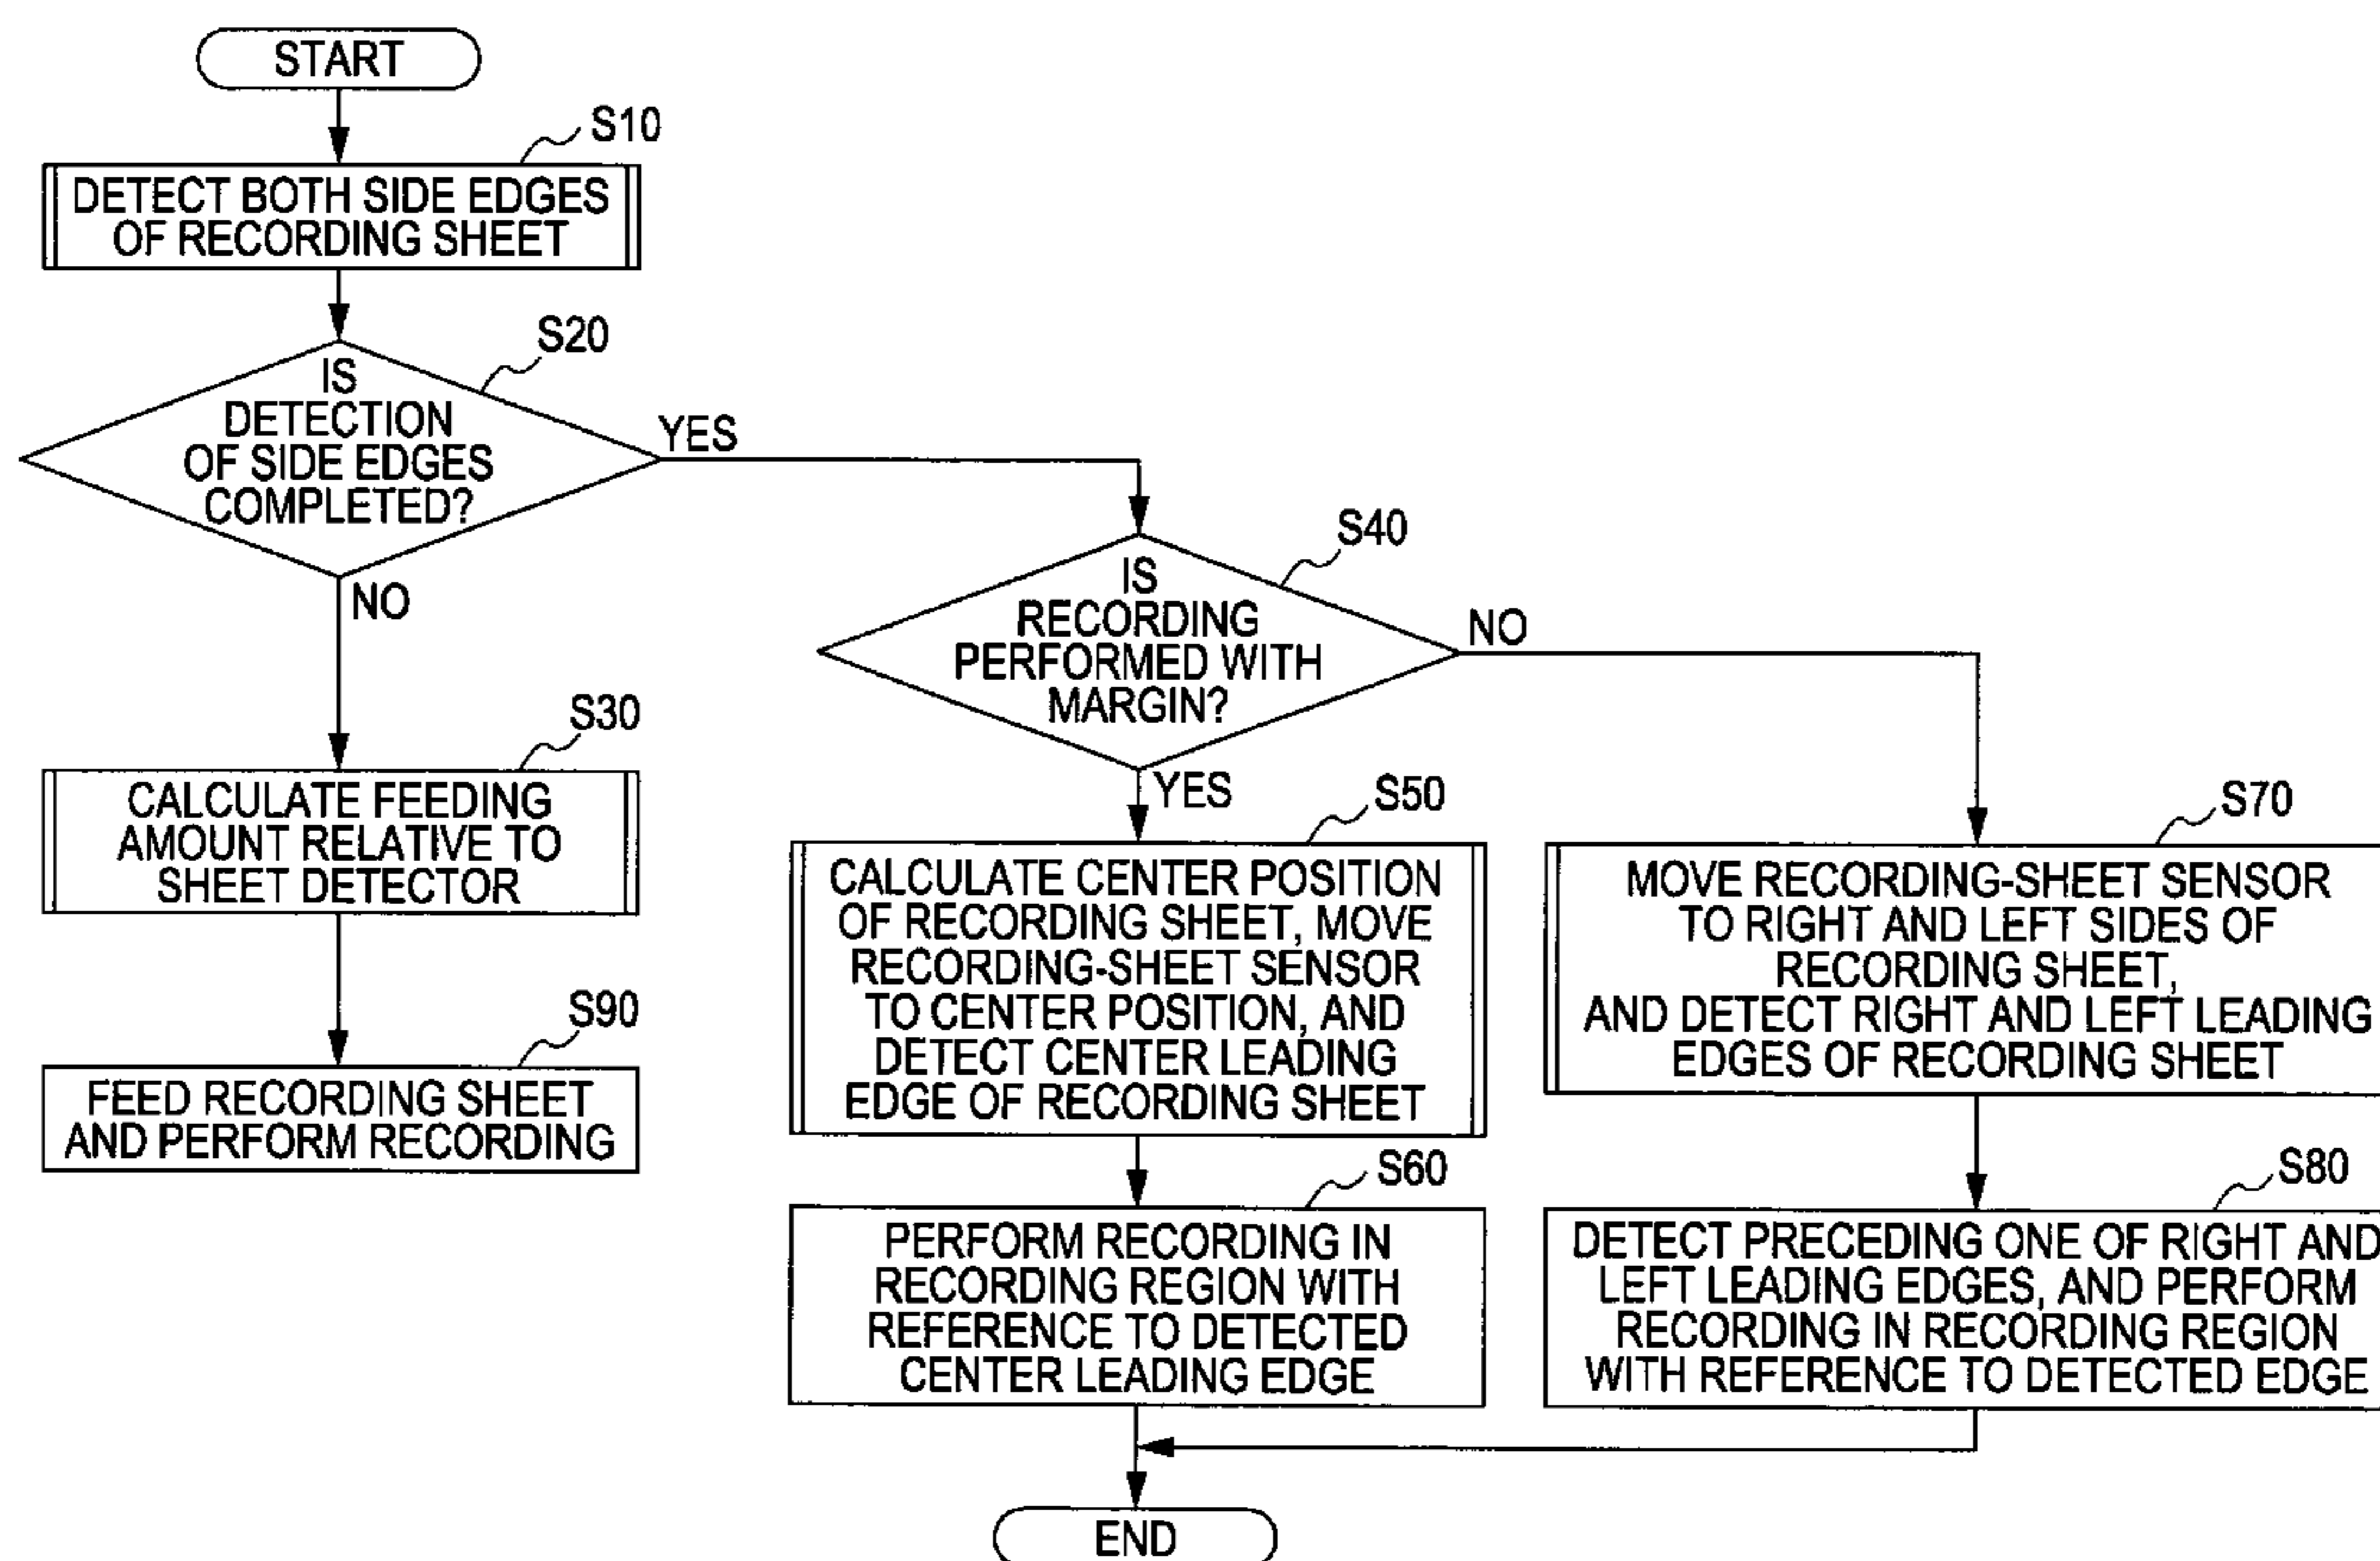 START
S10
DETECT BOTH SIDE EDGES
OF RECORDING SHEET
S20
IS
DETECTION
OF SIDE EDGES
COMPLETED?
YES
NO
S30
CALCULATE FEEDING
AMOUNT RELATIVE TO
SHEET DETECTOR
S90
FEED RECORDING SHEET
AND PERFORM RECORDING
S40
IS
RECORDING
PERFORMED WITH
MARGIN?
NO
YES
S50
CALCULATE CENTER POSITION
OF RECORDING SHEET, MOVE
RECORDING-SHEET SENSOR
TO CENTER POSITION, AND
DETECT CENTER LEADING
EDGE OF RECORDING SHEET
S60
PERFORM RECORDING IN
RECORDING REGION WITH
REFERENCE TO DETECTED
CENTER LEADING EDGE
S70
MOVE RECORDING-SHEET SENSOR
TO RIGHT AND LEFT SIDES OF
RECORDING SHEET,
AND DETECT RIGHT AND LEFT LEADING
EDGES OF RECORDING SHEET
S80
DETECT PRECEDING ONE OF RIGHT AND
LEFT LEADING EDGES, AND PERFORM
RECORDING IN RECORDING REGION
WITH REFERENCE TO DETECTED EDGE
END